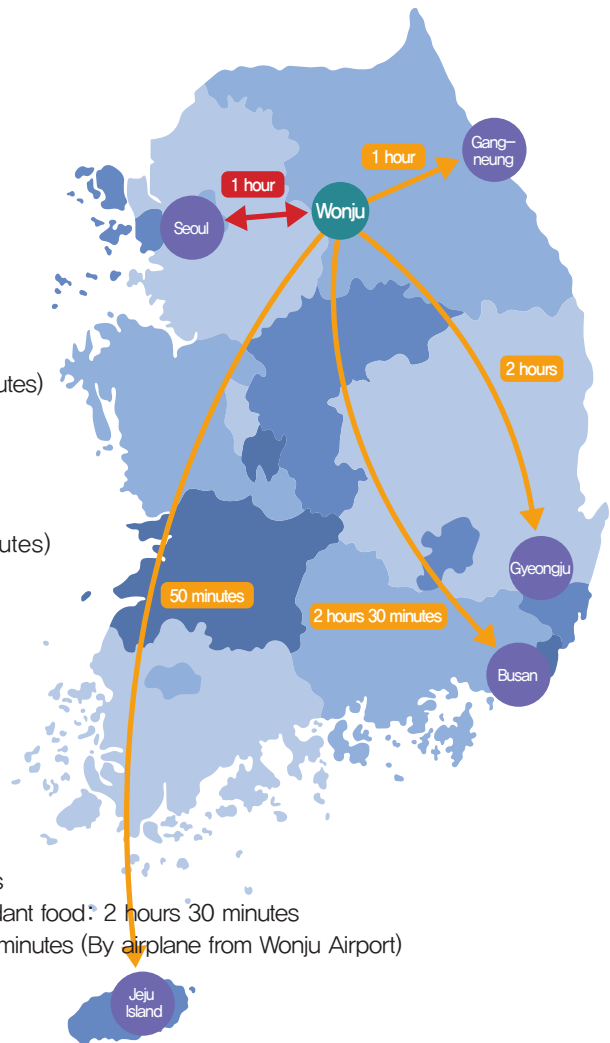 Gang-
neung
1 hour
1 hour
Wonju
Seoul
2 hours
utes)
utes)
Gyeongju
50 minutes
2 hours 30 minutes
Busan
s
lant food: 2 hours 30 minutes
minutes (By airplane from Wonju Airport)
Jeju
Island